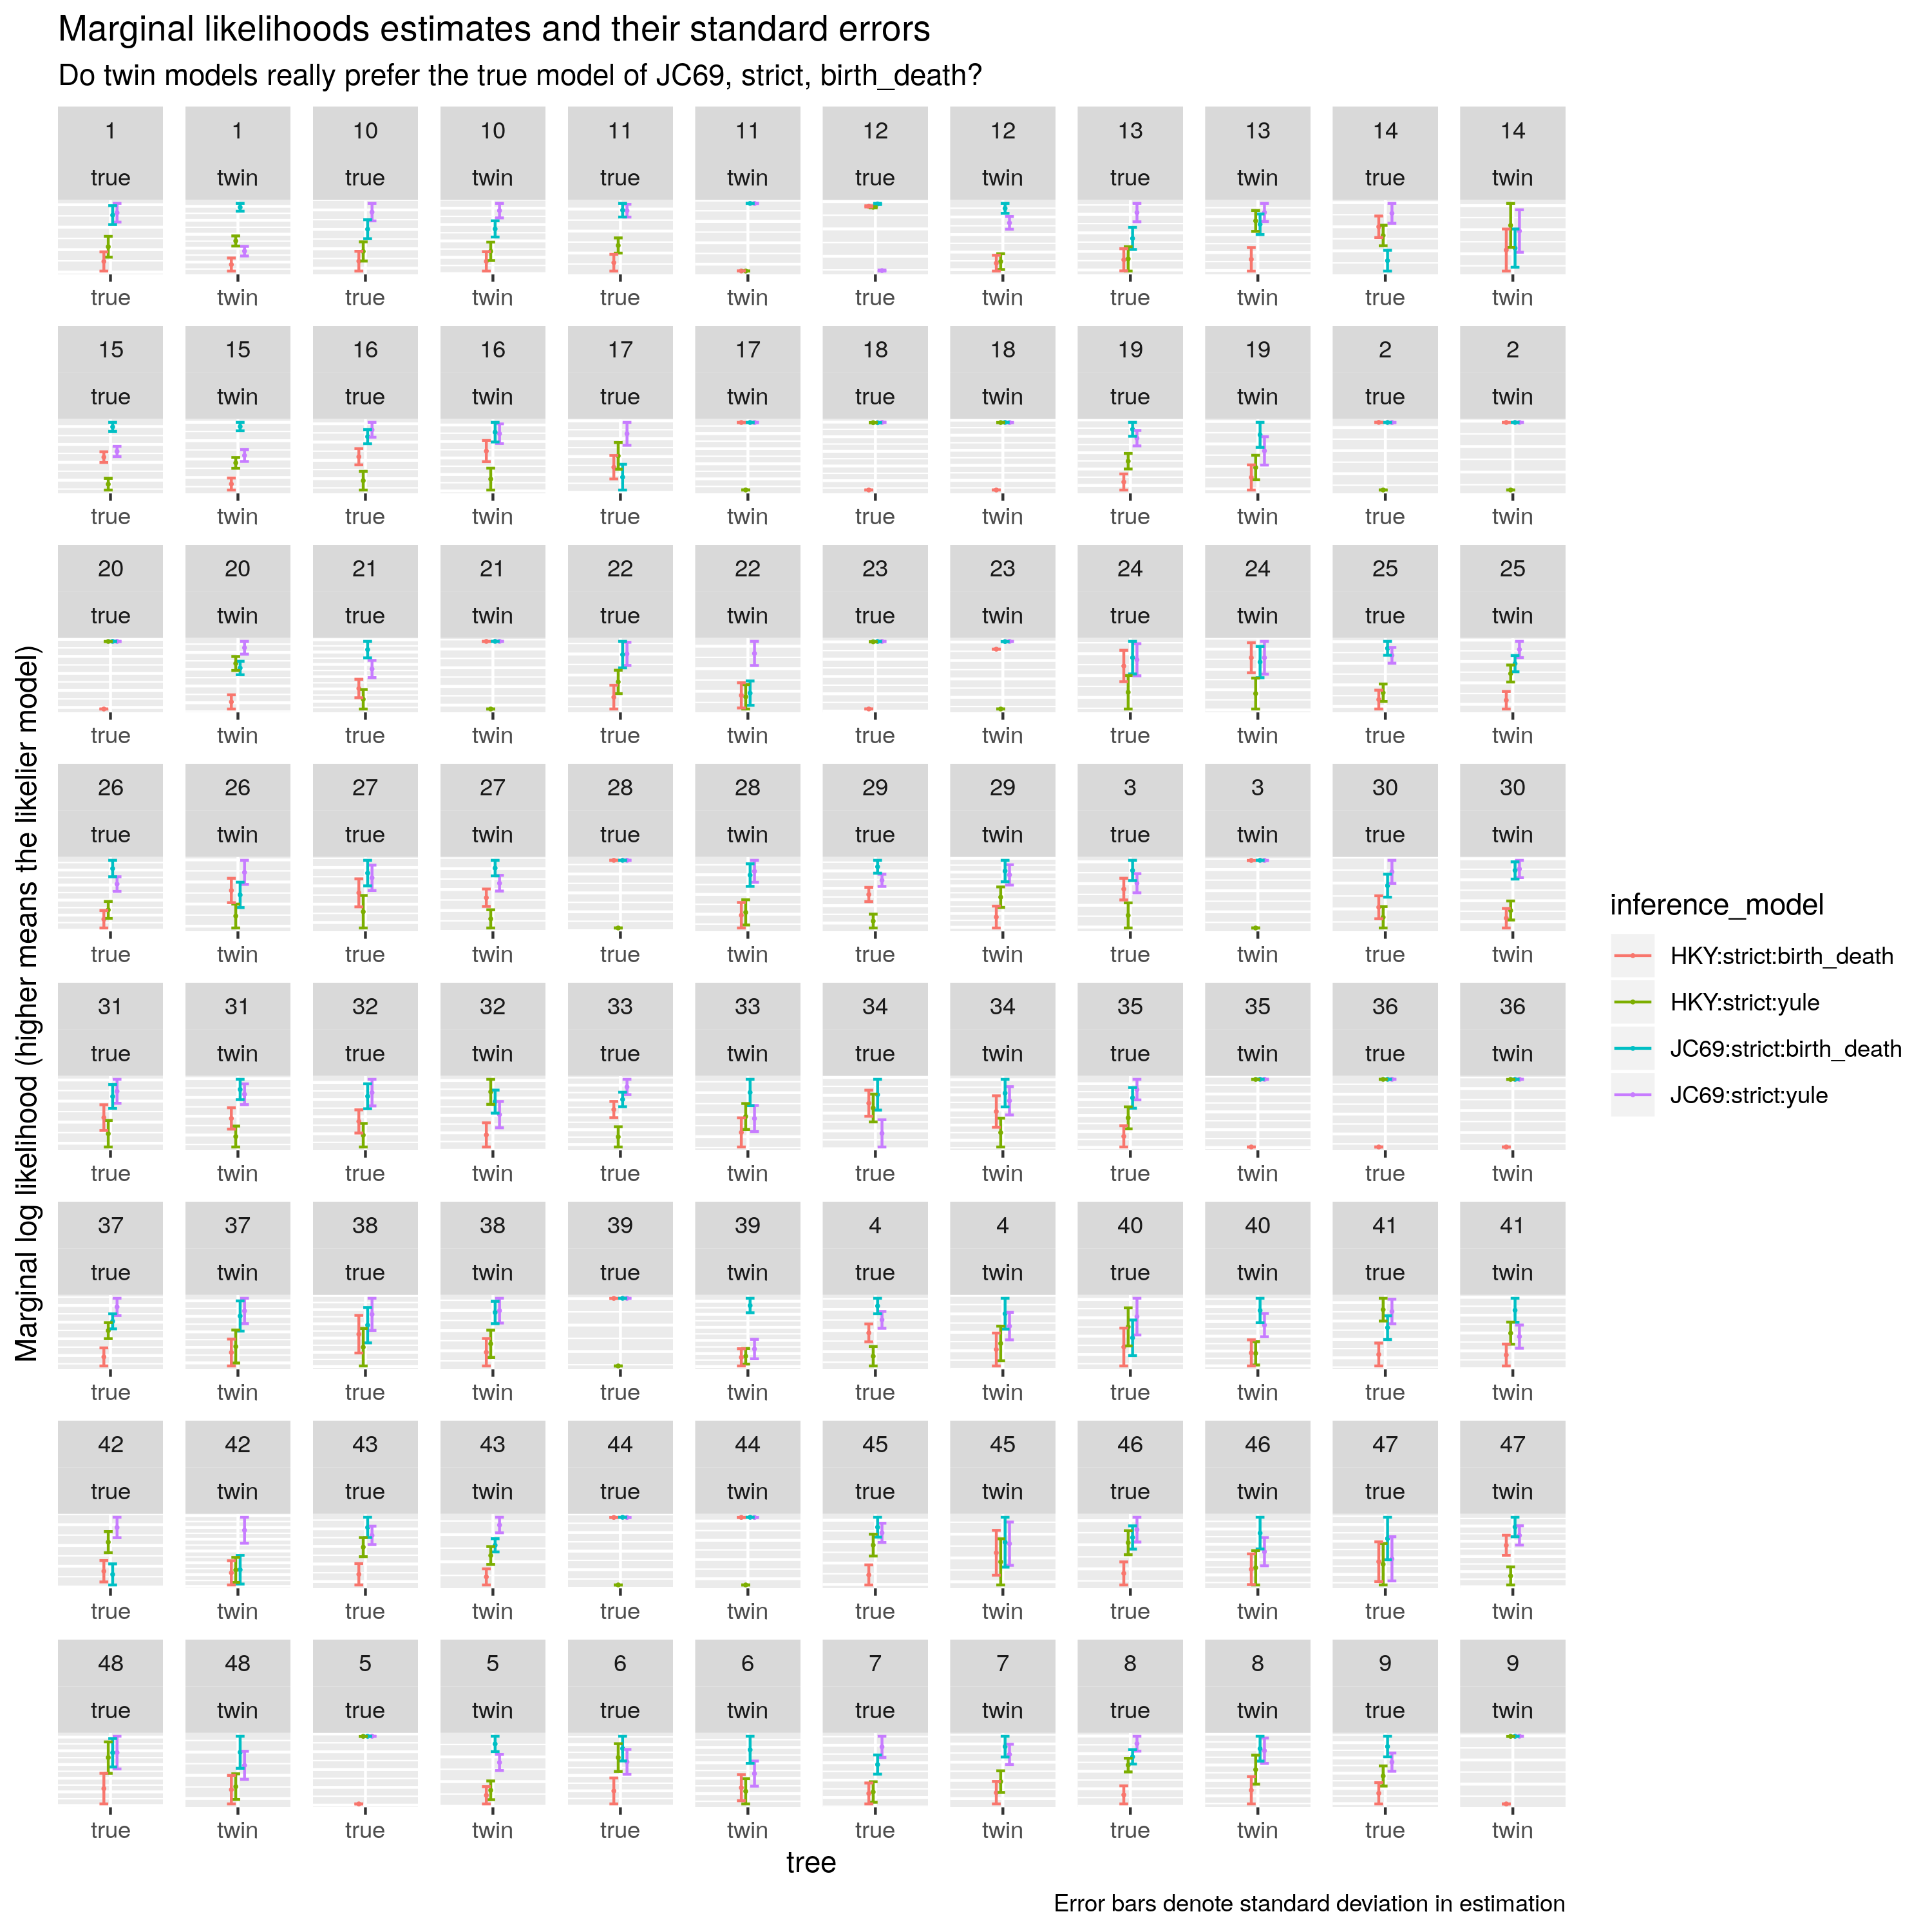 Marginal likelihoods estimates and their standard errors
Do twin models really prefer the true model of JC69, strict, birth_death?
1 1 10 10 11 11 12 12 13 13 14 14
true twin true twin true twin true twin true twin true twin
true twin true twin true twin true twin true twin true twin
15 15 16 16 17 17 18 18 19 19 2 2
true twin true twin true twin true twin true twin true twin
true twin true twin true twin true twin true twin true twin
20 20 21 21 22 22 23 23 24 24 25 25
true twin true twin true twin true twin true twin true twin
true twin true twin true twin true twin true twin true twin
26 26 27 27 28 28 29 29 3 3 30 30
true twin true twin true twin true twin true twin true twin
true twin true twin true twin true twin true twin true twin
31 31 32 32 33 33 34 34 35 35 36 36
true twin true twin true twin true twin true twin true twin
true twin true twin true twin true twin true twin true twin
37 37 38 38 39 39 4 4 40 40 41 41
true twin true twin true twin true twin true twin true twin
true twin true twin true twin true twin true twin true twin
42 42 43 43 44 44 45 45 46 46 47 47
true twin true twin true twin true twin true twin true twin
true twin true twin true twin true twin true twin true twin
48 48 5 5 6 6 7 7 8 8 9 9
true twin true twin true twin true twin true twin true twin
true twin true twin true twin true twin true twin true twin
tree
Marginal log likelihood (higher means the likelier model)
inference_model
HKY:strict:birth_death
HKY:strict:yule
JC69:strict:birth_death
JC69:strict:yule
Error bars denote standard deviation in estimation